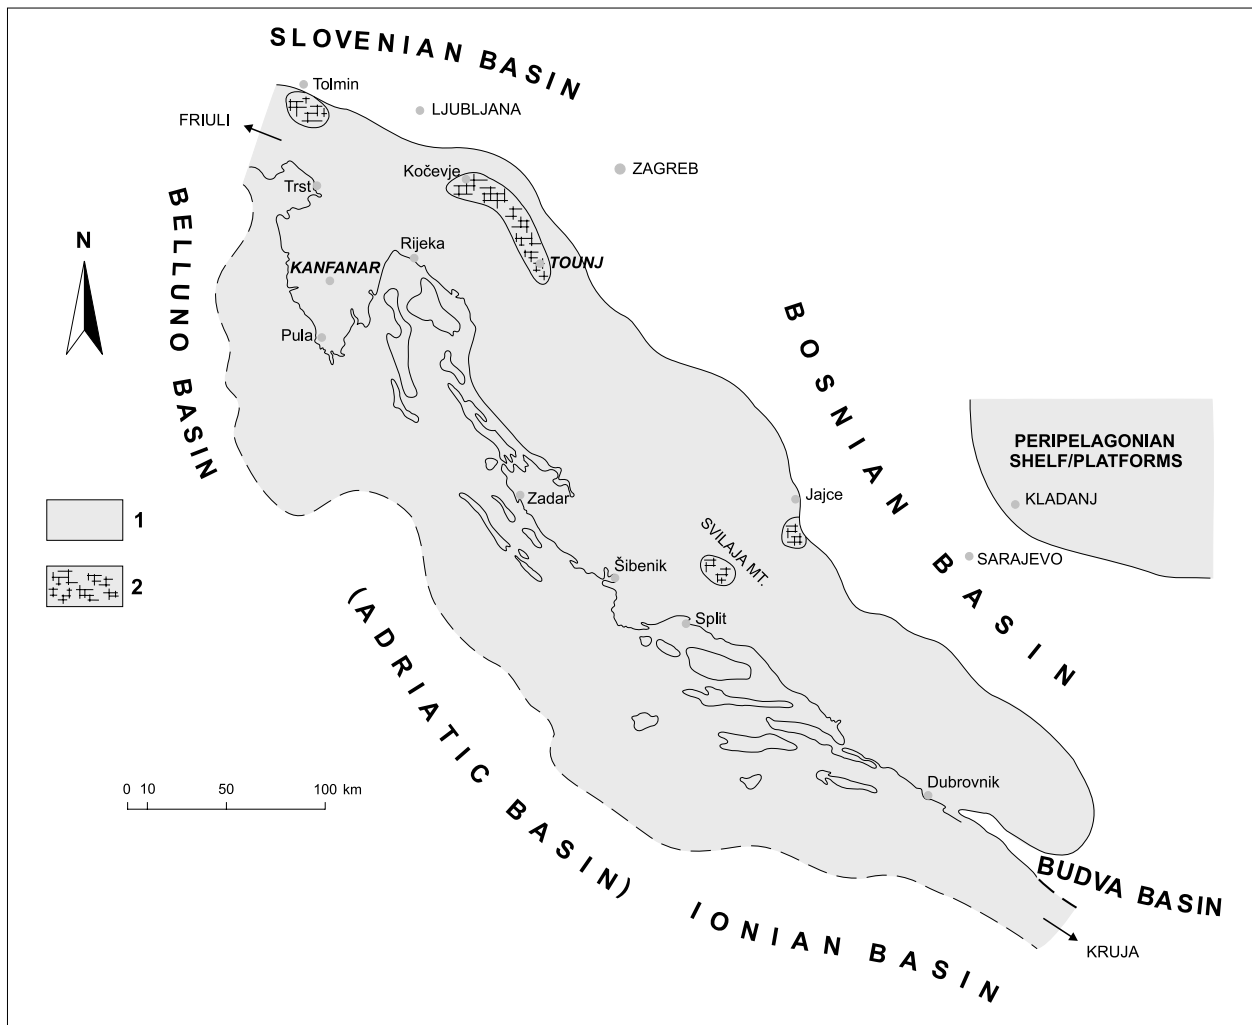 SLOVENIAN BASIN
Tolmin
LJUBLJANA
FRIULI
ZAGREB
Kočevje
Trst
BELLUNO BASIN
N
Rijeka
TOUNJ
KANFANAR
Pula
BOSNIAN BASIN
PERIPELAGONIAN
SHELF/PLATFORMS
KLADANJ
Jajce
Zadar
1
SVILAJA MT.
SARAJEVO
Šibenik
2
Split
(ADRIATIC BASIN)
Dubrovnik
0 10 50 100 km
BUDVA BASIN
IONIAN BASIN
KRUJA